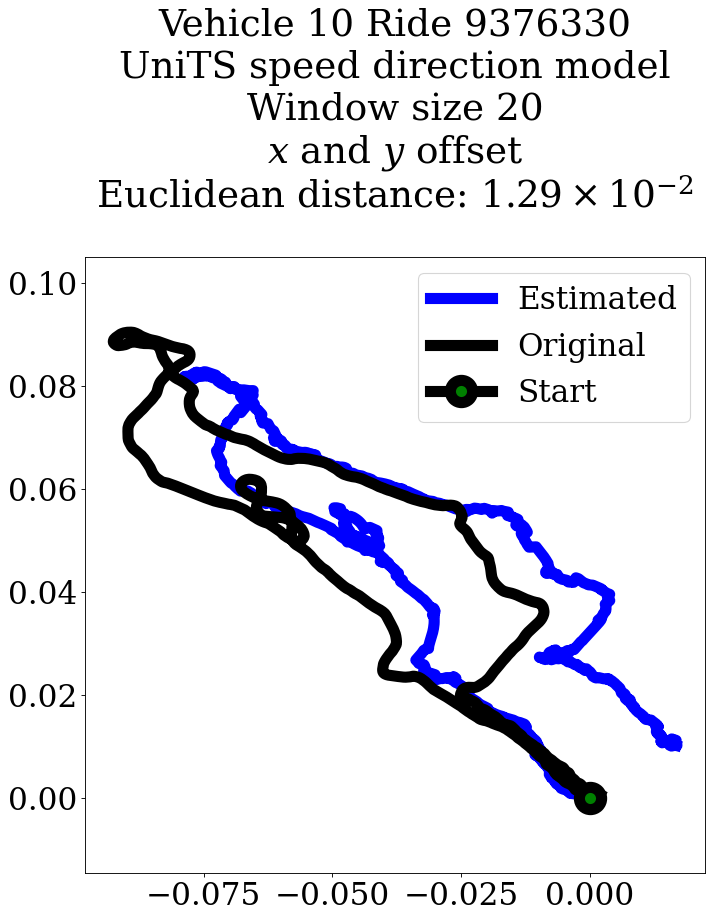 Vehicle 10 Ride 9376330
UniTS speed direction model
Window size 20
x and y offset
Euclidean distance: 1.29 × 10⁻²
0.10
0.08
0.06
0.04
0.02
0.00
Estimated
Original
Start
−0.075 −0.050 −0.025 0.000